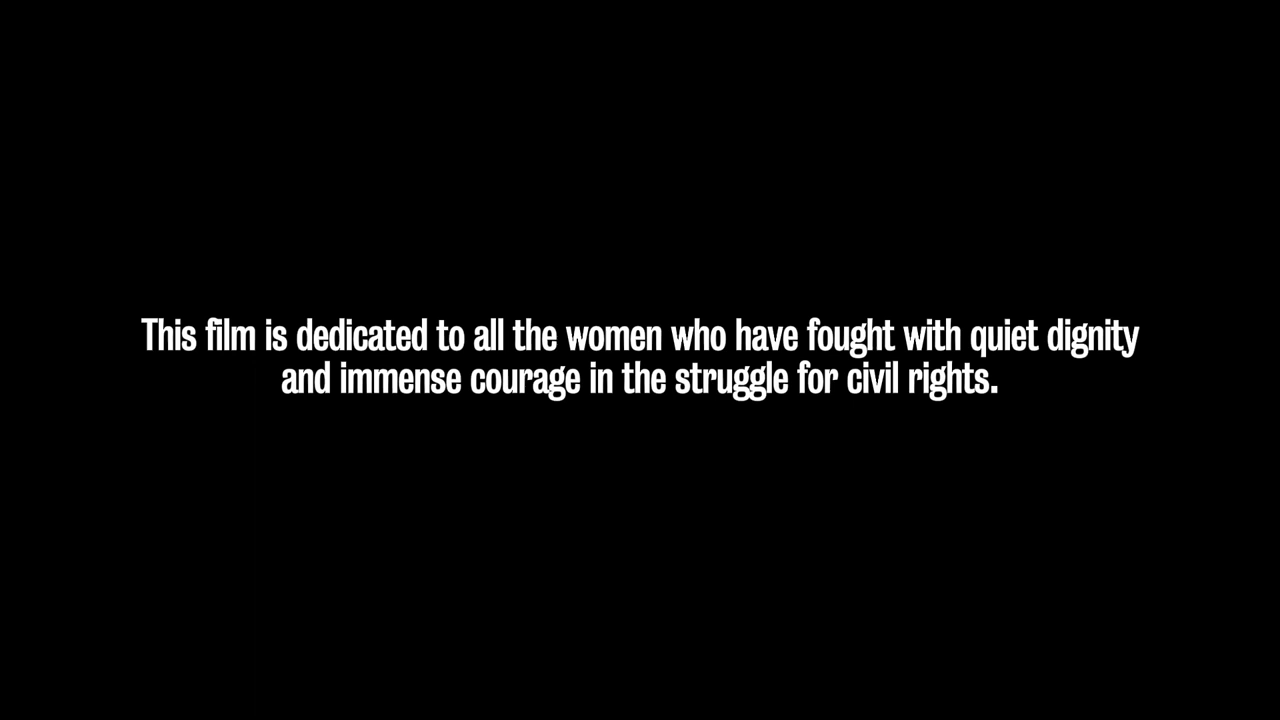 This film is dedicated to all the women who have fought with quiet dignity
and immense courage in the struggle for civil rights.